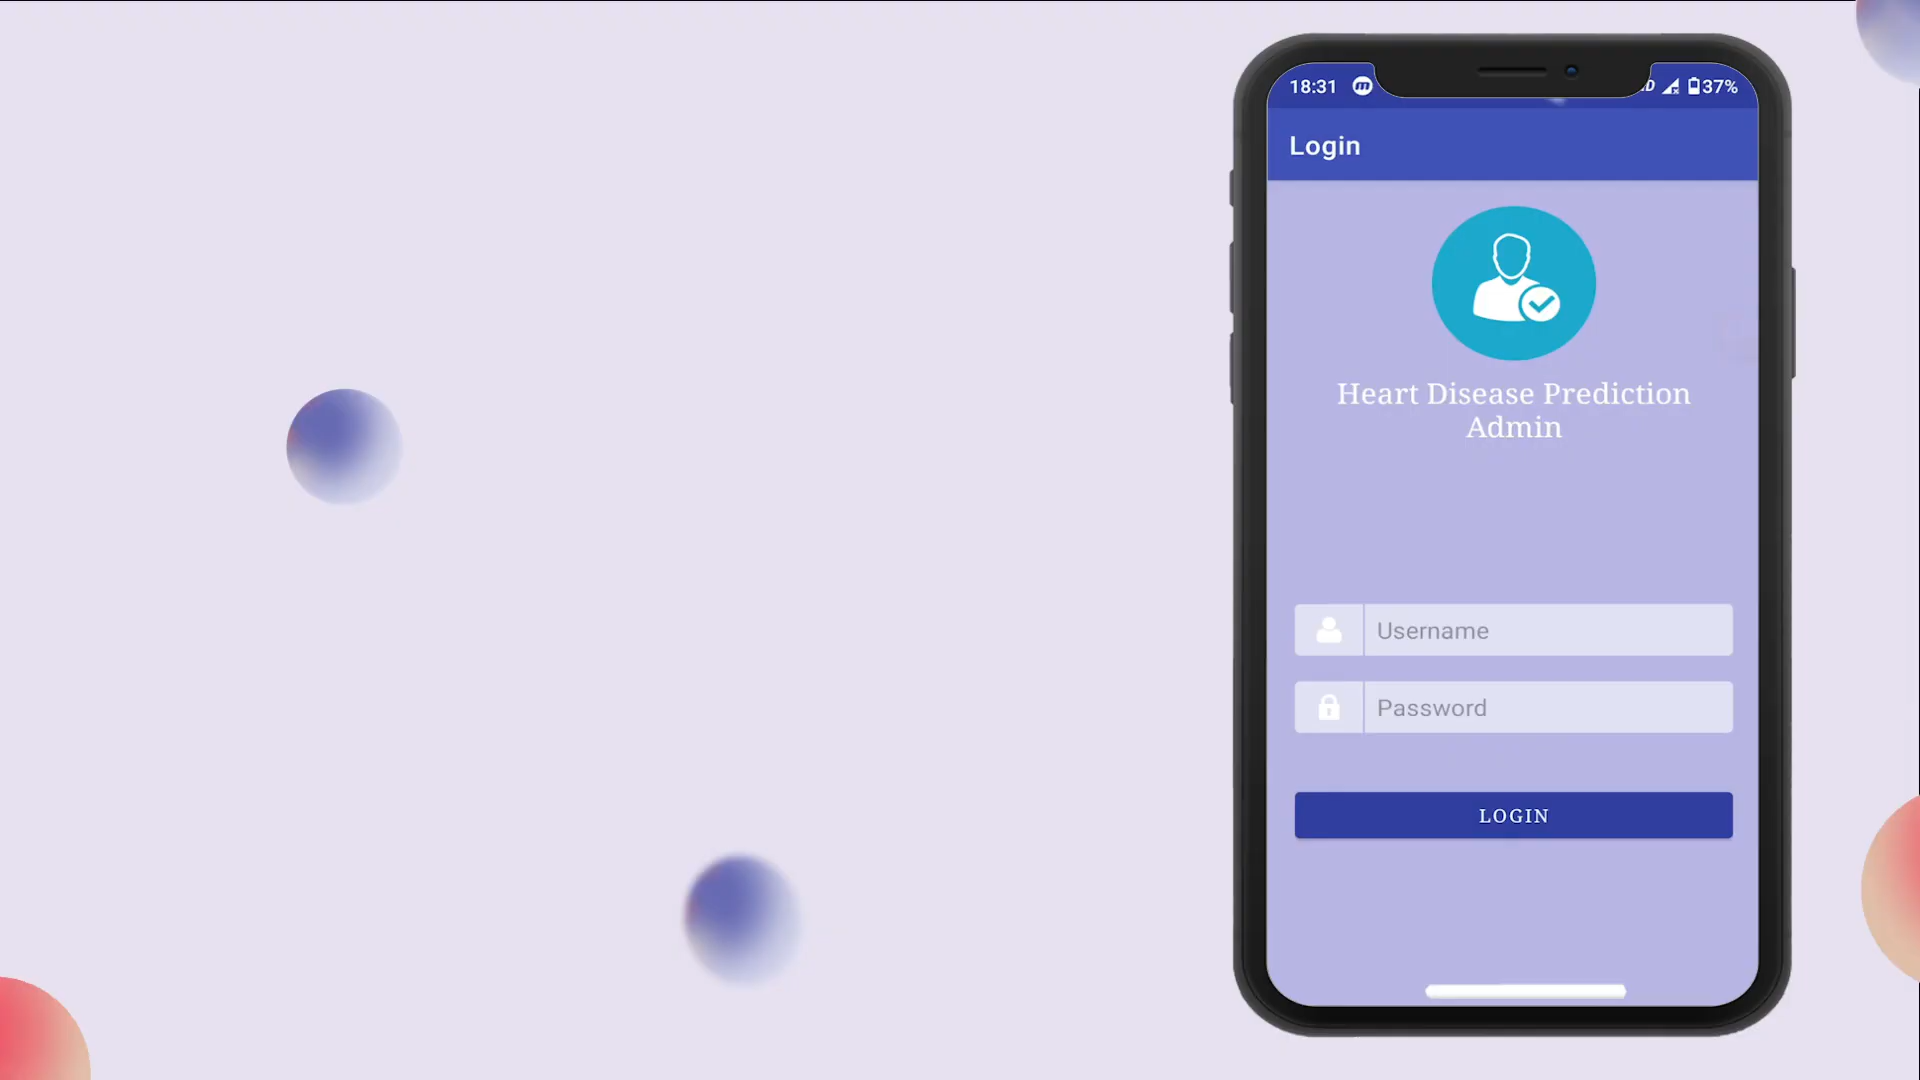 18:31
37%
Login
Heart Disease Prediction
Admin
Username
Password
LOGIN